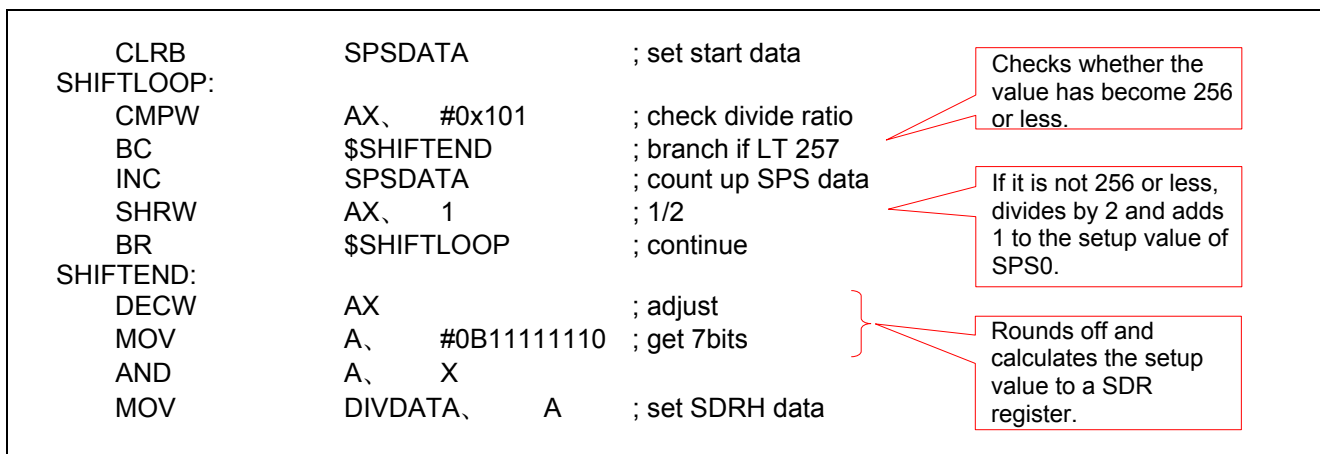 CLRB SPSDATA ; set start data
SHIFTLOOP:
CMPW AX、 #0x101 ; check divide ratio
BC $SHIFTEND ; branch if LT 257
INC SPSDATA ; count up SPS data
SHRW AX、 1 ; 1/2
BR $SHIFTLOOP ; continue
SHIFTEND:
DECW AX ; adjust
MOV A、 #0B11111110 ; get 7bits
AND A、 X
MOV DIVDATA、 A ; set SDRH data
Checks whether the
value has become 256
or less.
If it is not 256 or less,
divides by 2 and adds
1 to the setup value of
SPS0.
Rounds off and
calculates the setup
value to a SDR
register.